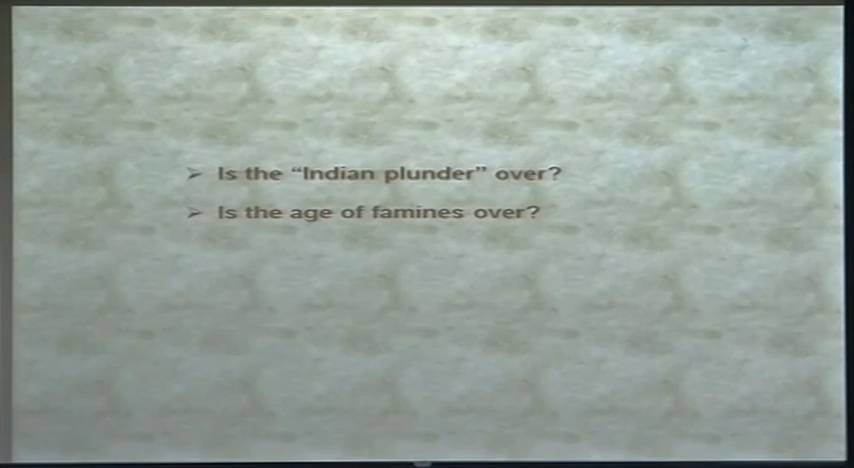 ➢ Is the “Indian plunder” over?
➢ Is the age of famines over?